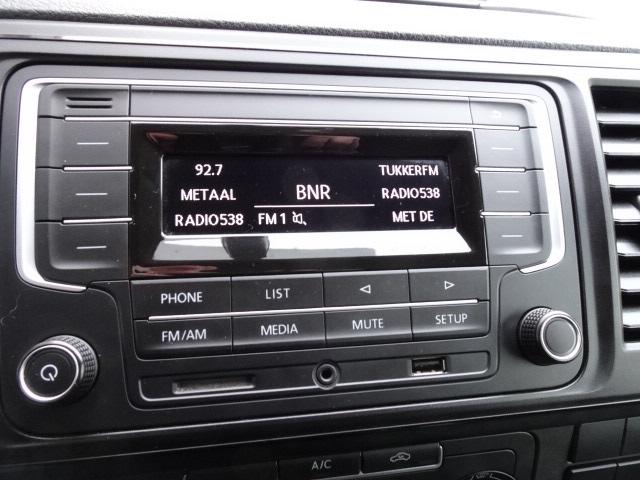 92.7 TUKKERFM
METAAL BNR RADIO538
RADIO538 FM 1 MET DE
PHONE LIST
FM/AM MEDIA MUTE SETUP
A/C